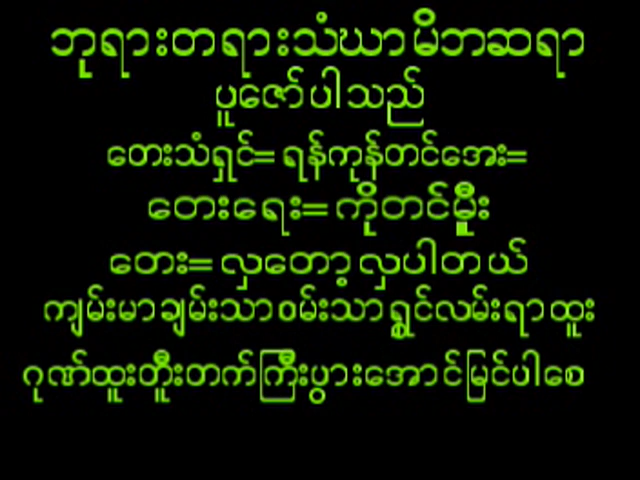 ဘုရားတရားသံဃာမိဘဆရာ
ပူဇော်ပါသည်
တေးသံရှင်=ရန်ကုန်တင်အေး=
တေးရေး=ကိုတင်မှီး
တေး=လှတော့လှပါတယ်
ကျမ်းမာချမ်းသာဝမ်းသာရွှင်လမ်းရာထူး
ဂုဏ်ထူးတှီးတက်ကြီးပွားအောင်မြင်ပါစေ